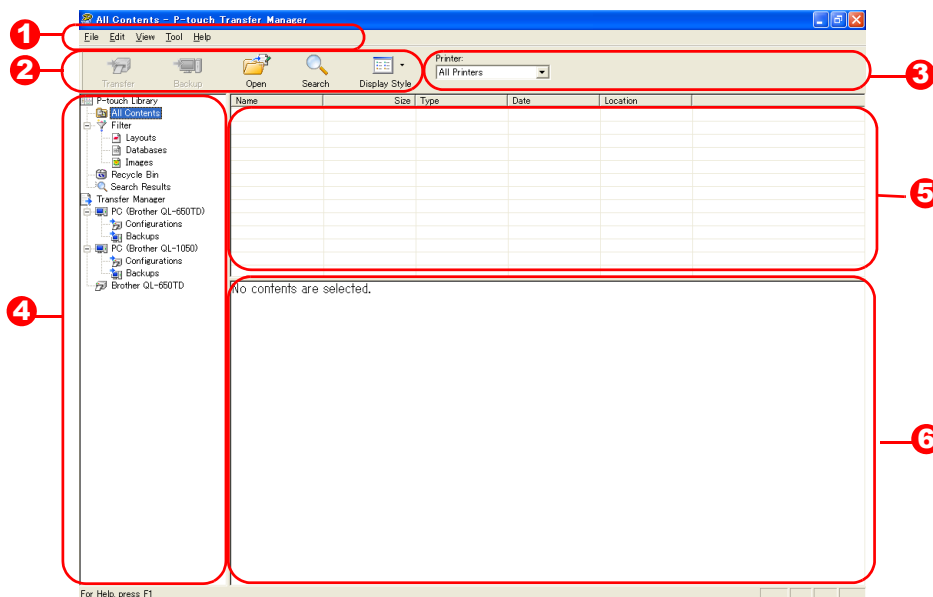 All Contents - P-touch Transfer Manager
1
File Edit View Tool Help
2
Transfer Backup Open Search Display Style
Printer:
All Printers
3
P-touch Library
All Contents
Filter
Layouts
Databases
Images
Recycle Bin
Search Results
Transfer Manager
PC (Brother QL-650TD)
Configurations
Backups
PC (Brother QL-1050)
Configurations
Backups
Brother QL-650TD
4
Name Size Type Date Location
5
No contents are selected.
6
For Help, press F1